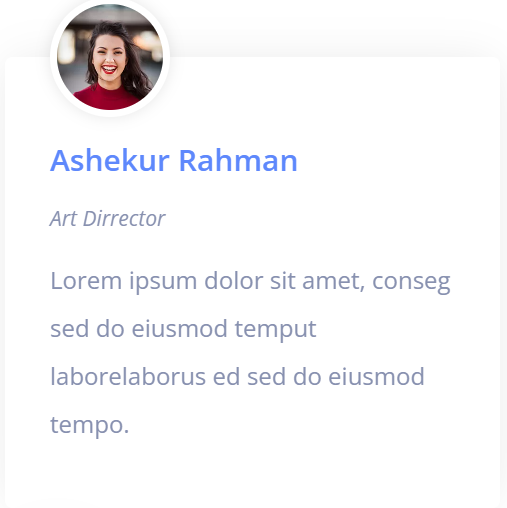 Ashekur Rahman
Art Dirrector
Lorem ipsum dolor sit amet, conseg
sed do eiusmod temput
laborelaborus ed sed do eiusmod
tempo.